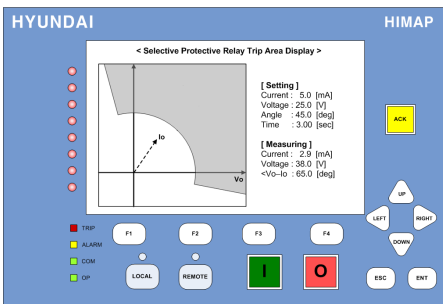 HYUNDAI
HIMAP
< Selective Protective Relay Trip Area Display >
Io
Vo
[ Setting ]
Current : 5.0 [mA]
Voltage : 25.0 [V]
Angle : 45.0 [deg]
Time : 3.00 [sec]
[ Measuring ]
Current : 2.9 [mA]
Voltage : 38.0 [V]
<Vo-Io : 65.0 [deg]
ACK
UP
LEFT
RIGHT
DOWN
TRIP
ALARM
COM
OP
F1
F2
F3
F4
LOCAL
REMOTE
I
O
ESC
ENT